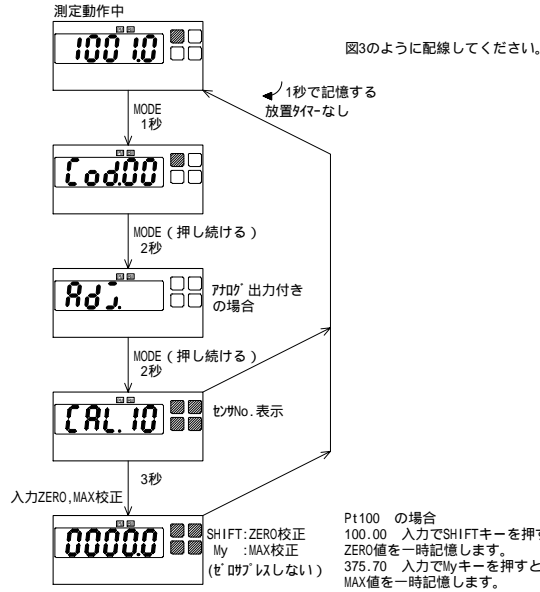 測定動作中
1001.0
図3のように配線してください。
1秒で記憶する
放置ﾀｲﾏｰなし
MODE
1秒
Cod.00
MODE(押し続ける)
2秒
Adj.
ｱﾅﾛｸﾞ出力付き
の場合
MODE(押し続ける)
2秒
CAL.10
ｾﾝｻNo.表示
3秒
入力ZERO,MAX校正
0000.0
SHIFT:ZERO校正
My :MAX校正
(ｾﾞﾛｻﾌﾟﾚｽしない)
Pt100 の場合
100.00 入力でSHIFTキーを押す
ZERO値を一時記憶します。
375.70 入力でMyキーを押すと
MAX値を一時記憶します。